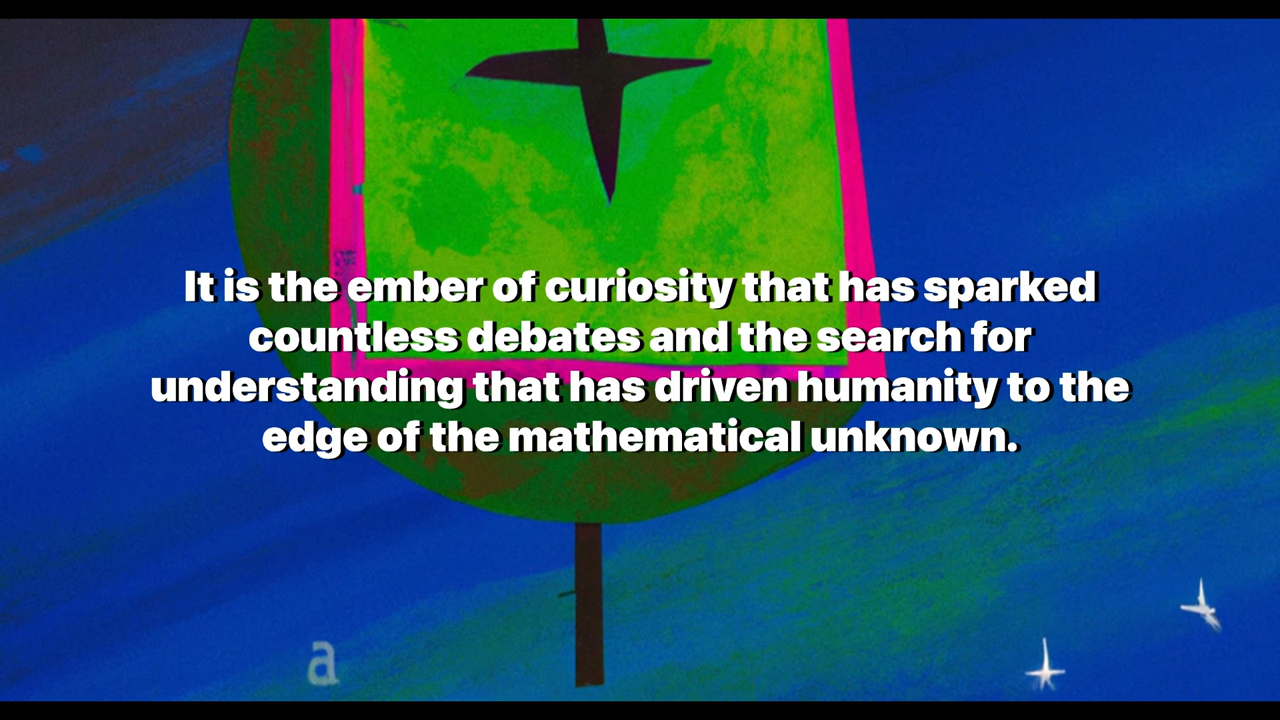 It is the ember of curiosity that has sparked
countless debates and the search for
understanding that has driven humanity to the
edge of the mathematical unknown.
a